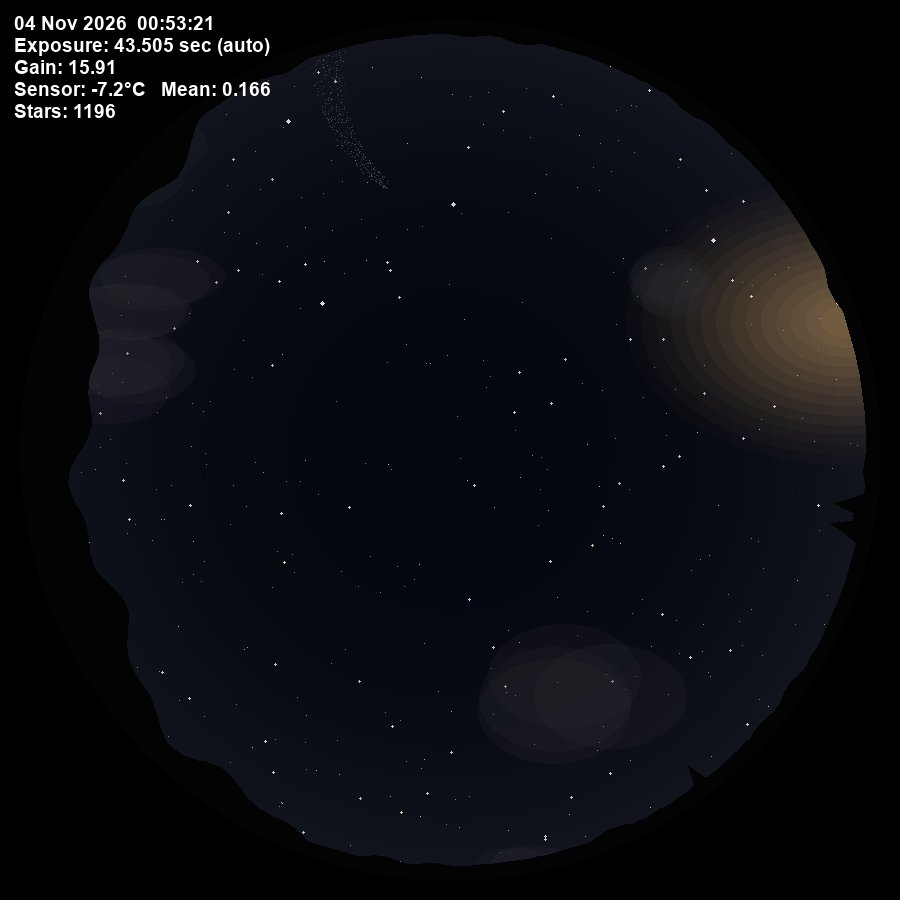 04 Nov 2026  00:53:21
Exposure: 43.505 sec (auto)
Gain: 15.91
Sensor: -7.2°C   Mean: 0.166
Stars: 1196